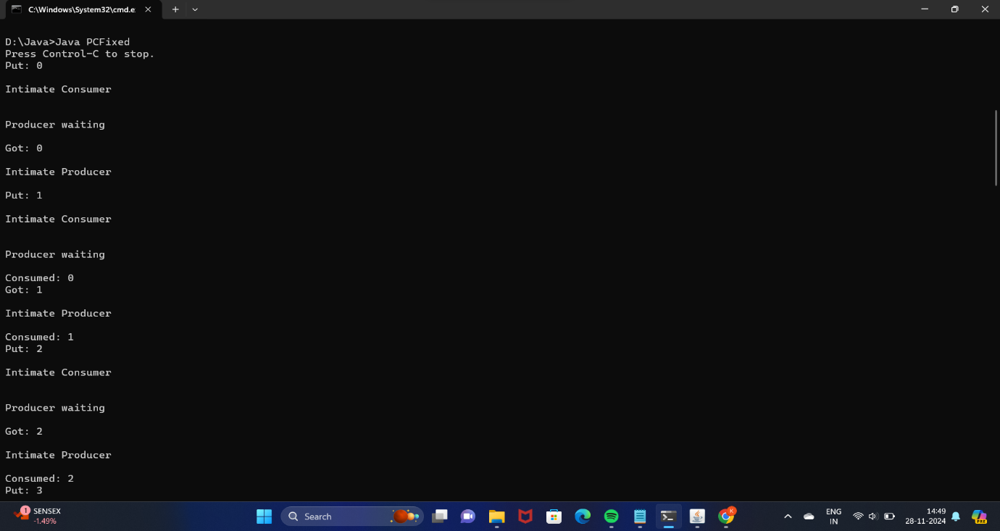 C:\Windows\System32\cmd.e
D:\Java>Java PCFixed
Press Control-C to stop.
Put: 0
Intimate Consumer
Producer waiting
Got: 0
Intimate Producer
Put: 1
Intimate Consumer
Producer waiting
Consumed: 0
Got: 1
Intimate Producer
Consumed: 1
Put: 2
Intimate Consumer
Producer waiting
Got: 2
Intimate Producer
Consumed: 2
Put: 3
1
SENSEX
-1.49%
Search
K
ENG
IN
14:49
28-11-2024
PRE